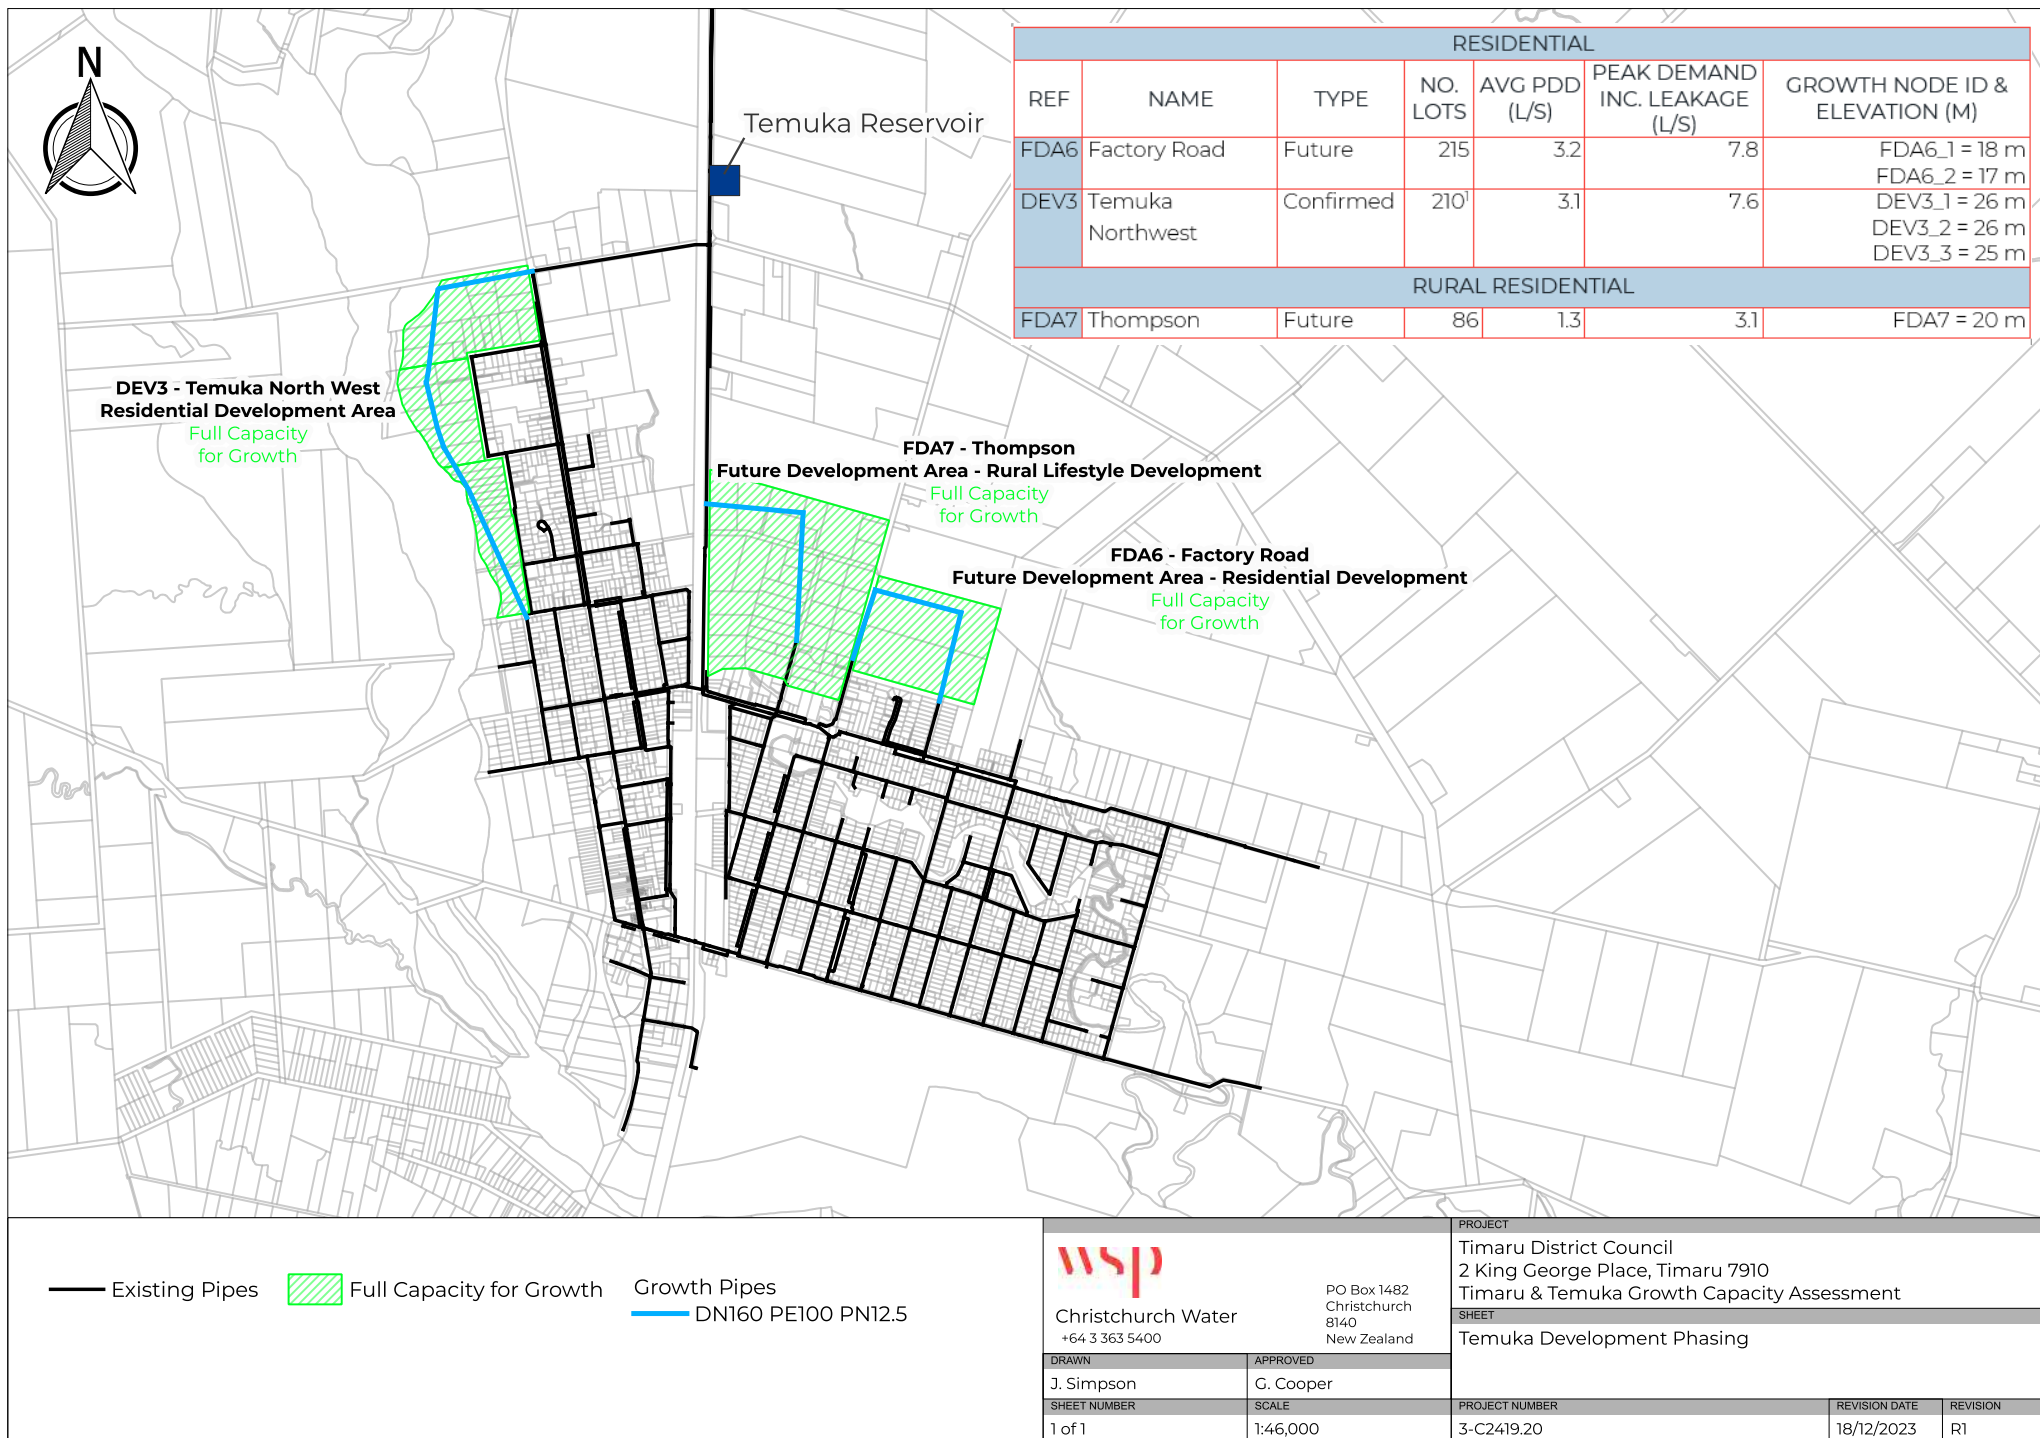 N
Temuka Reservoir
RESIDENTIAL
REF NAME TYPE NO. LOTS AVG PDD (L/S) PEAK DEMAND INC. LEAKAGE (L/S) GROWTH NODE ID & ELEVATION (M)
FDA6 Factory Road Future 215 3.2 7.8 FDA6_1 = 18 m
FDA6_2 = 17 m
DEV3 Temuka Northwest Confirmed 210¹ 3.1 7.6 DEV3_1 = 26 m
DEV3_2 = 26 m
DEV3_3 = 25 m
RURAL RESIDENTIAL
FDA7 Thompson Future 86 1.3 3.1 FDA7 = 20 m
DEV3 - Temuka North West
Residential Development Area
Full Capacity
for Growth
FDA7 - Thompson
Future Development Area - Rural Lifestyle Development
Full Capacity
for Growth
FDA6 - Factory Road
Future Development Area - Residential Development
Full Capacity
for Growth
Existing Pipes
Full Capacity for Growth
Growth Pipes
DN160 PE100 PN12.5
wsp
Christchurch Water
+64 3 363 5400
PO Box 1482
Christchurch
8140
New Zealand
DRAWN
J. Simpson
APPROVED
G. Cooper
SHEET NUMBER
1 of 1
SCALE
1:46,000
PROJECT
Timaru District Council
2 King George Place, Timaru 7910
Timaru & Temuka Growth Capacity Assessment
SHEET
Temuka Development Phasing
PROJECT NUMBER
3-C2419.20
REVISION DATE
18/12/2023
REVISION
R1